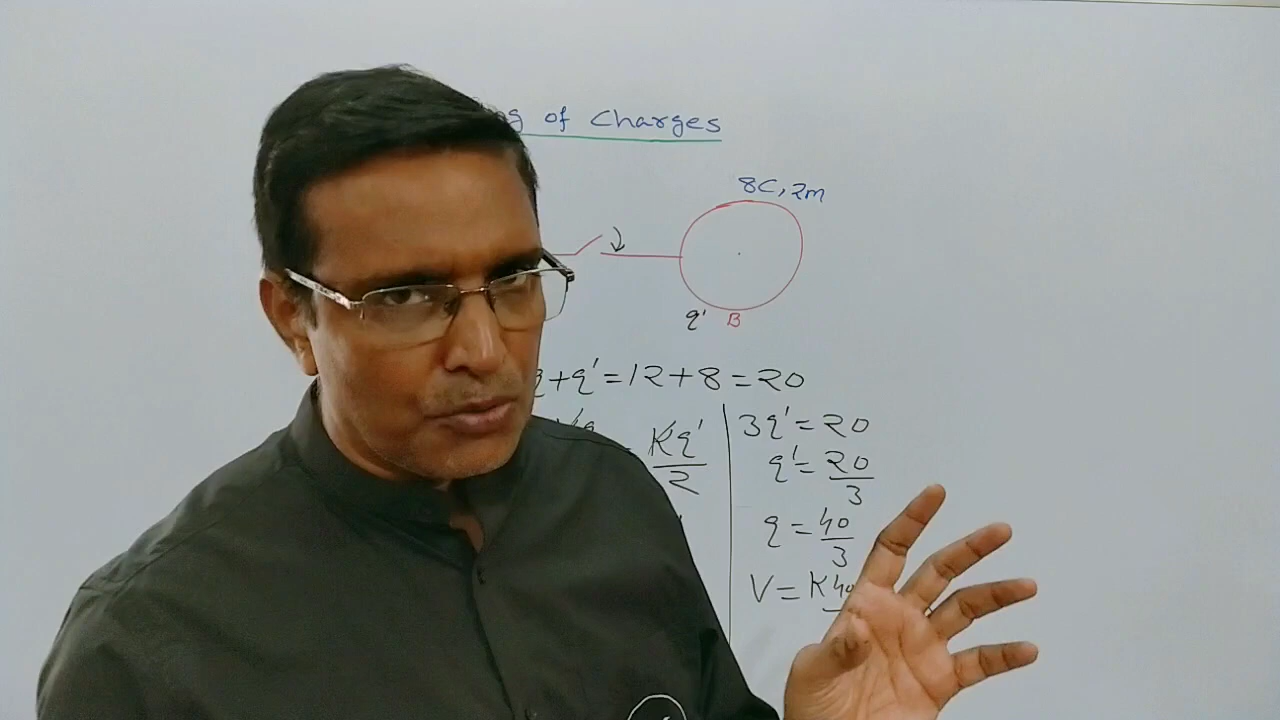 of Charges
8C, 2m
q' B
+q' = 12 + 8 = 20
Kq'
2
3q' = 20
q' = 20
3
q = 40
3
V = K40